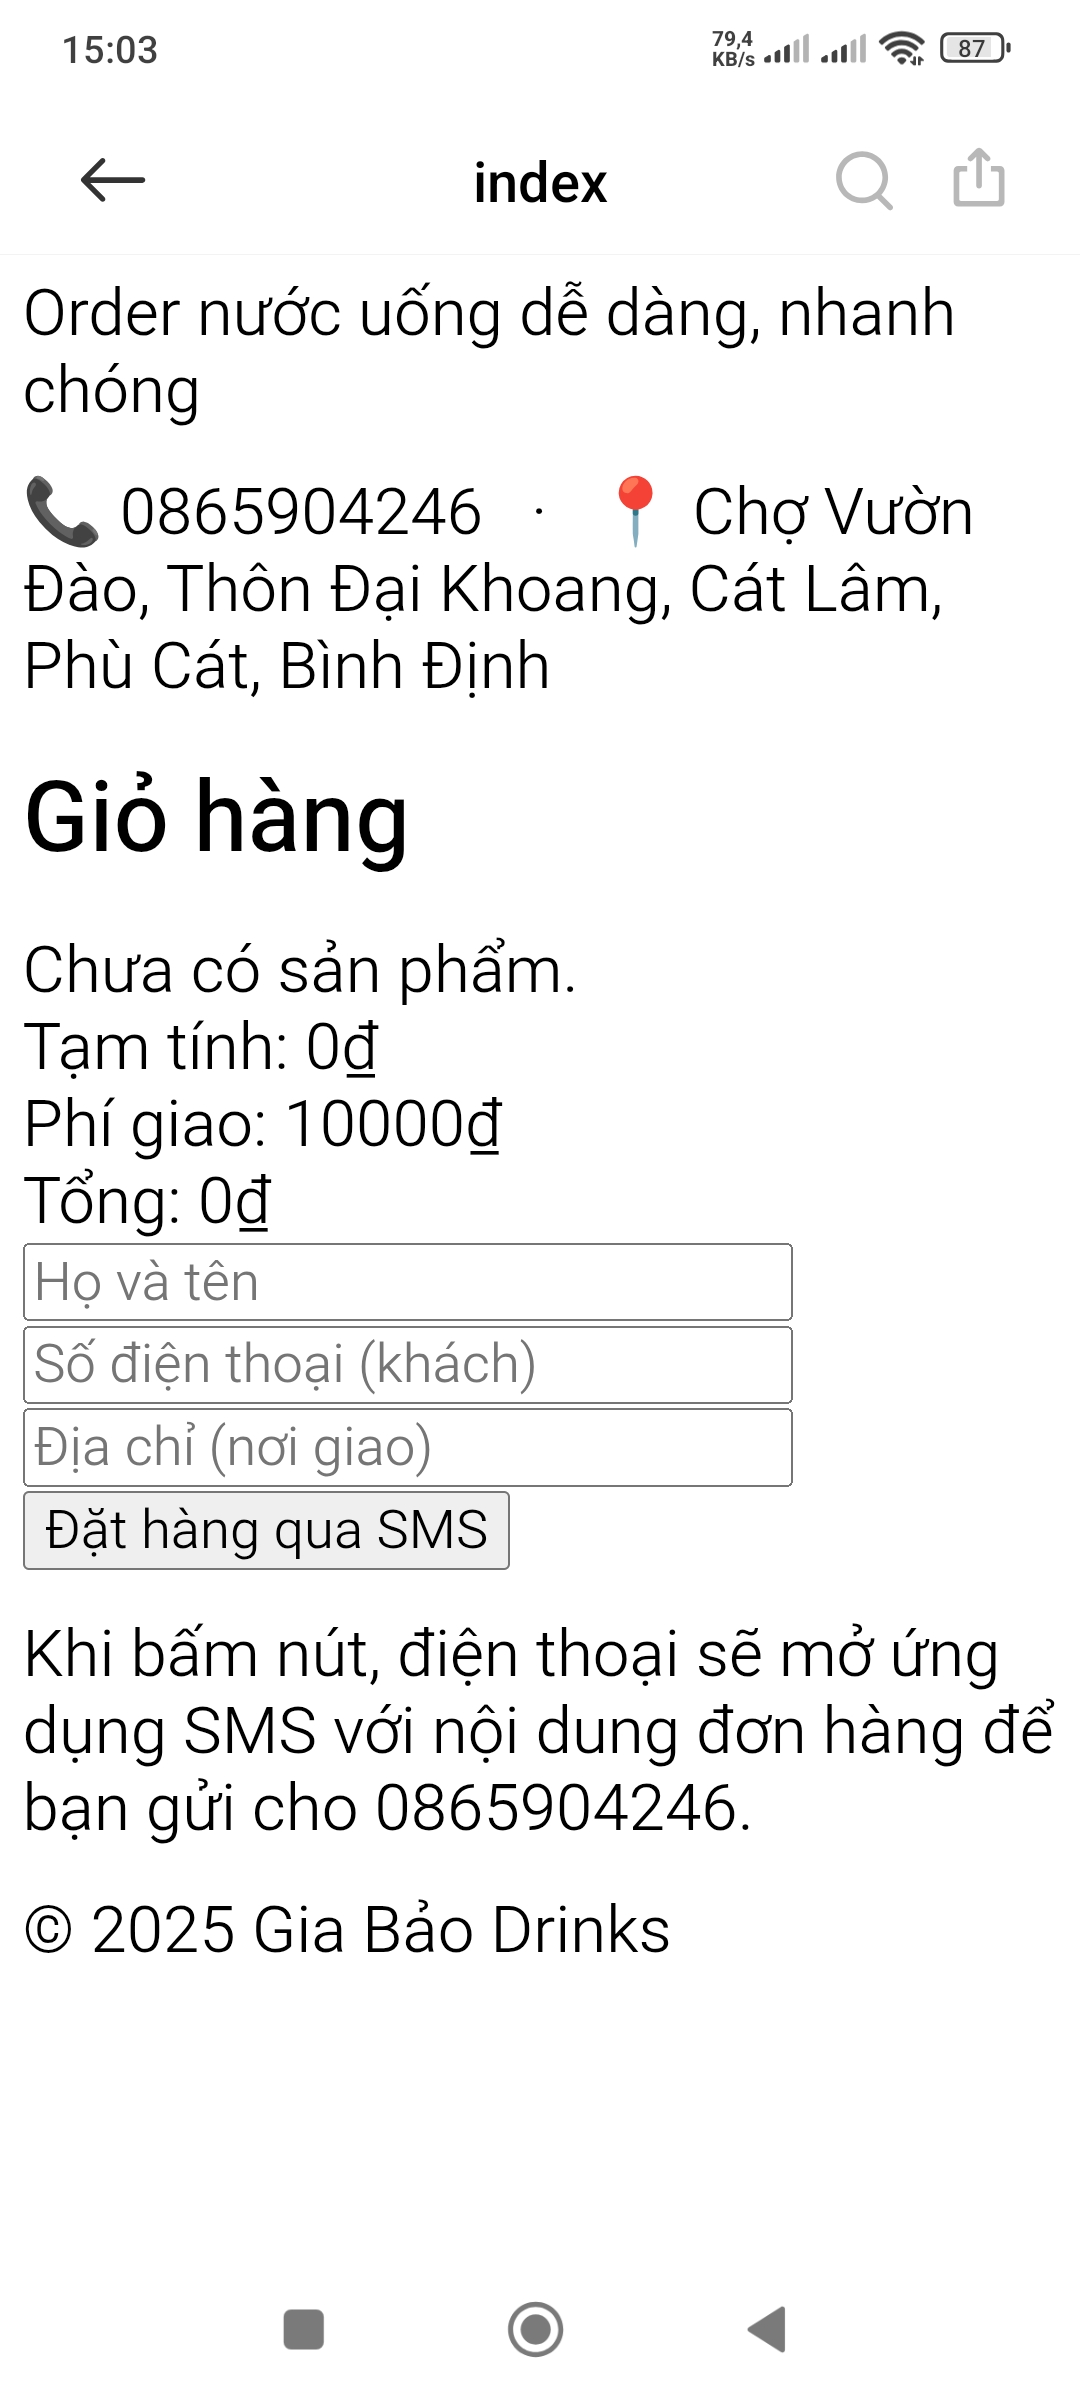 15:03
79,4
KB/s
87
index
Order nước uống dễ dàng, nhanh
chóng
📞 0865904246 · 📍 Chợ Vườn
Đào, Thôn Đại Khoang, Cát Lâm,
Phù Cát, Bình Định
Giỏ hàng
Chưa có sản phẩm.
Tạm tính: 0₫
Phí giao: 10000₫
Tổng: 0₫
Họ và tên
Số điện thoại (khách)
Địa chỉ (nơi giao)
Đặt hàng qua SMS
Khi bấm nút, điện thoại sẽ mở ứng
dụng SMS với nội dung đơn hàng để
bạn gửi cho 0865904246.
© 2025 Gia Bảo Drinks